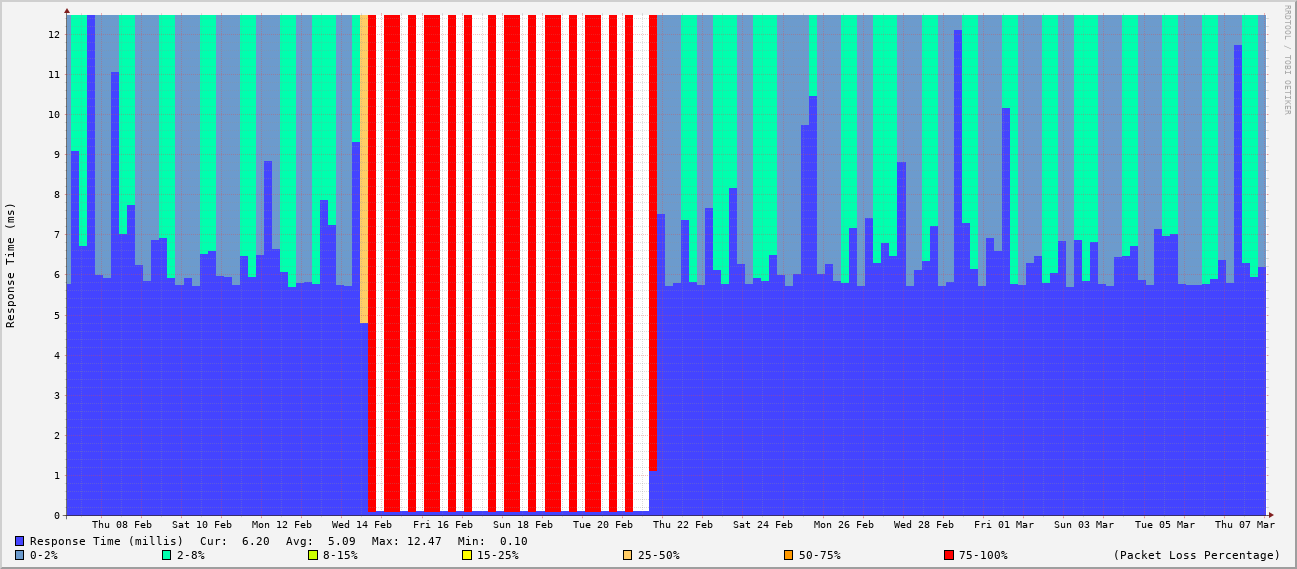 RRDTOOL / TOBI OETIKER
Response Time (ms)
12
11
10
9
8
7
6
5
4
3
2
1
0
Thu 08 Feb Sat 10 Feb Mon 12 Feb Wed 14 Feb Fri 16 Feb Sun 18 Feb Tue 20 Feb Thu 22 Feb Sat 24 Feb Mon 26 Feb Wed 28 Feb Fri 01 Mar Sun 03 Mar Tue 05 Mar Thu 07 Mar
Response Time (millis) Cur: 6.20 Avg: 5.09 Max: 12.47 Min: 0.10
0-2% 2-8% 8-15% 15-25% 25-50% 50-75% 75-100% (Packet Loss Percentage)